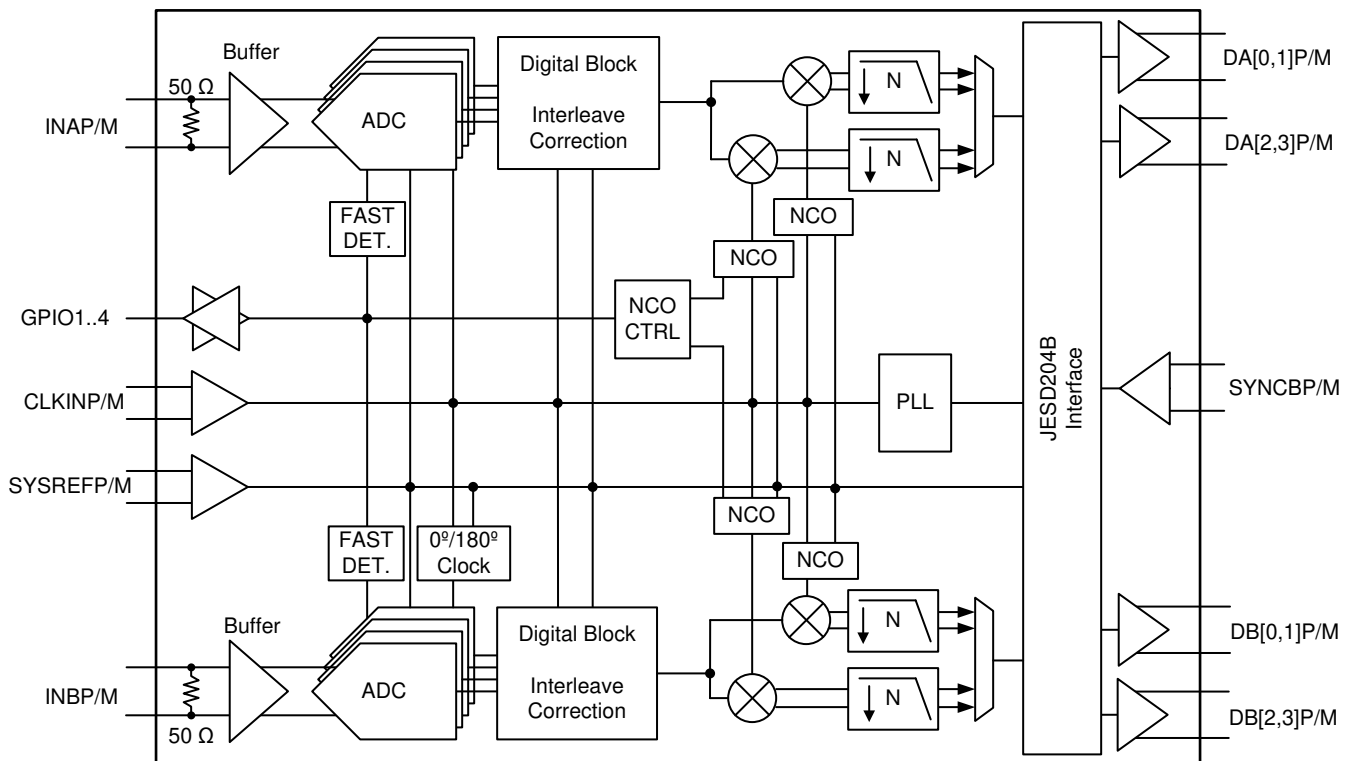 Buffer
50 Ω
INAP/M
ADC
Digital Block
Interleave
Correction
N
N
DA[0,1]P/M
DA[2,3]P/M
FAST
DET.
NCO
NCO
GPIO1..4
NCO
CTRL
CLKINP/M
PLL
JESD204B
Interface
SYNCBP/M
SYSREFP/M
NCO
FAST
DET.
0º/180º
Clock
NCO
Buffer
INBP/M
50 Ω
ADC
Digital Block
Interleave
Correction
N
N
DB[0,1]P/M
DB[2,3]P/M